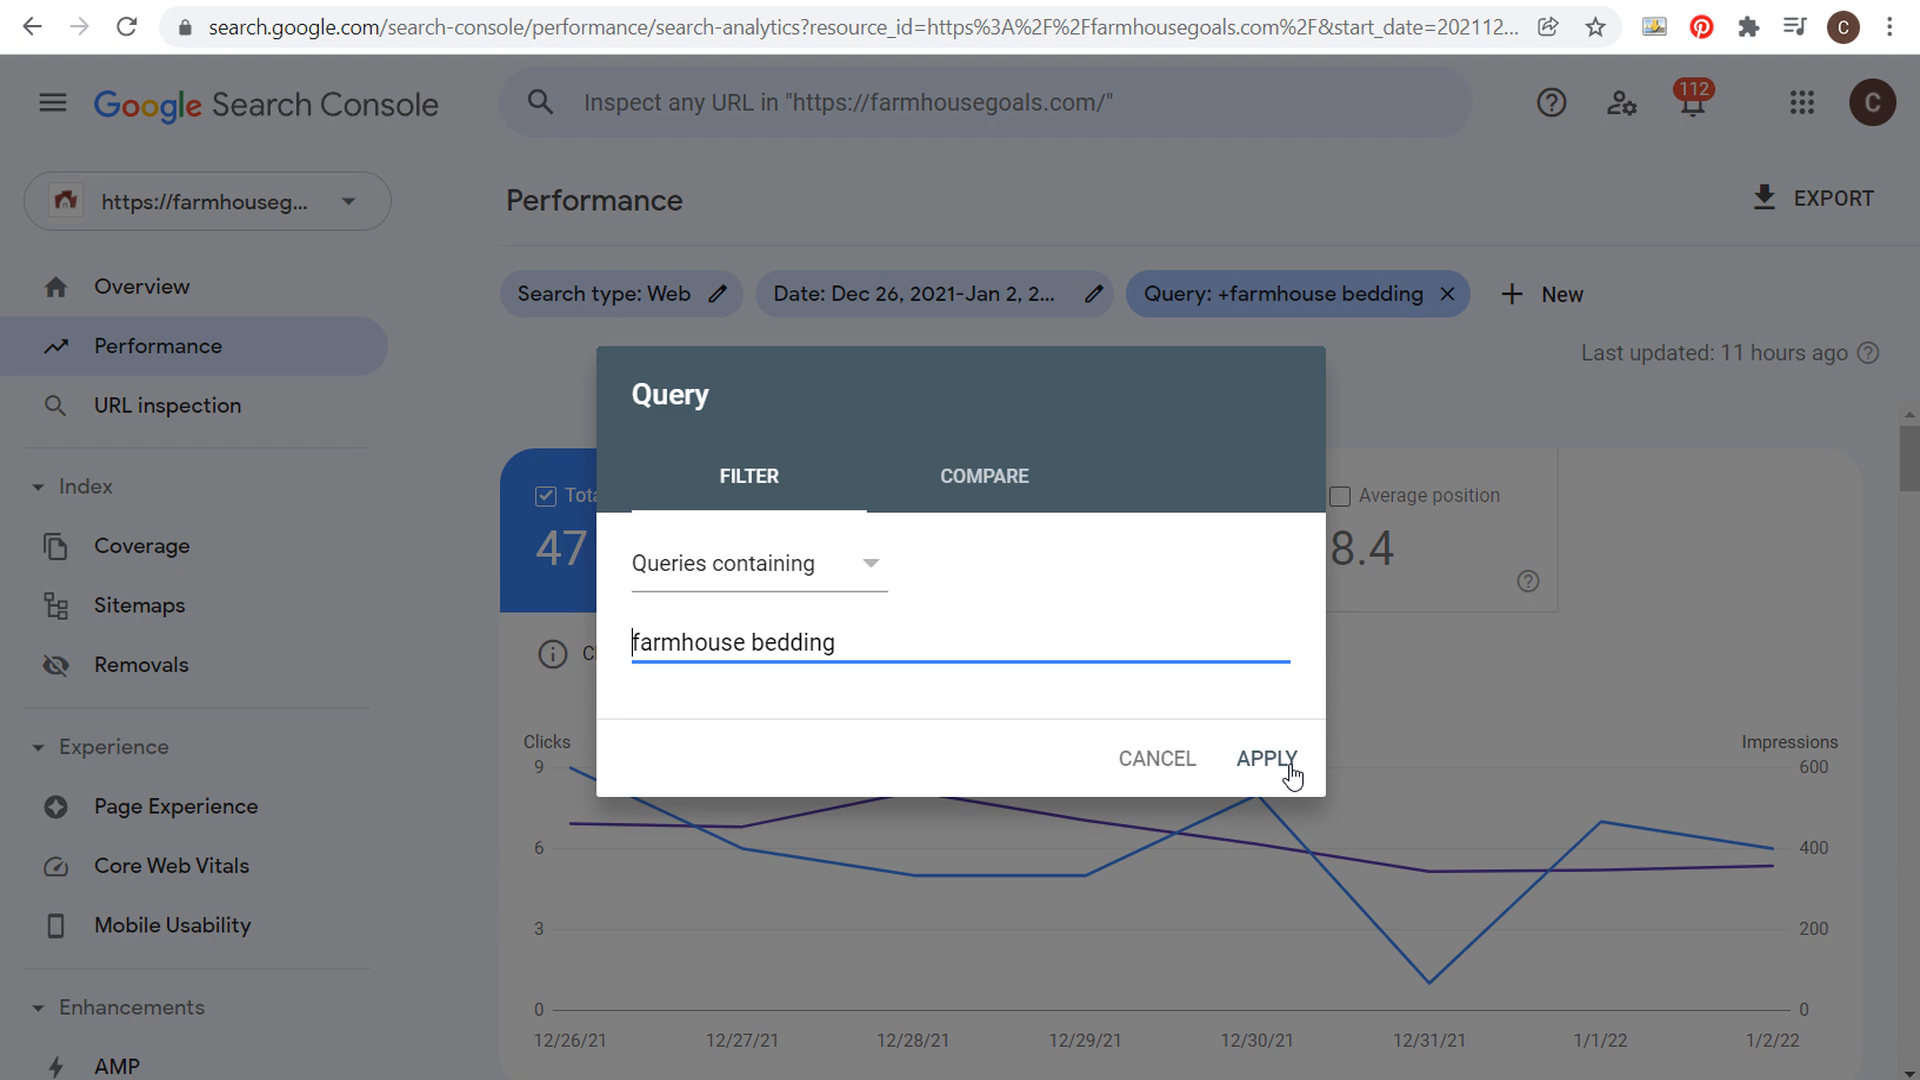 search.google.com/search-console/performance/search-analytics?resource_id=https%3A%2F%2Ffarmhousegoals.com%2F&start_date=202112...
C
Google Search Console
Inspect any URL in "https://farmhousegoals.com/"
112
C
https://farmhouseg...
Performance
EXPORT
Overview
Search type: Web
Date: Dec 26, 2021-Jan 2, 2...
Query: +farmhouse bedding
New
Performance
Last updated: 11 hours ago
URL inspection
Query
FILTER
COMPARE
Index
Average position
47
8.4
Coverage
Queries containing
Sitemaps
farmhouse bedding
Removals
Experience
Clicks
CANCEL
APPLY
Impressions
9
600
Page Experience
6
400
Core Web Vitals
Mobile Usability
3
200
Enhancements
0
0
12/26/21
12/27/21
12/28/21
12/29/21
12/30/21
12/31/21
1/1/22
1/2/22
AMP